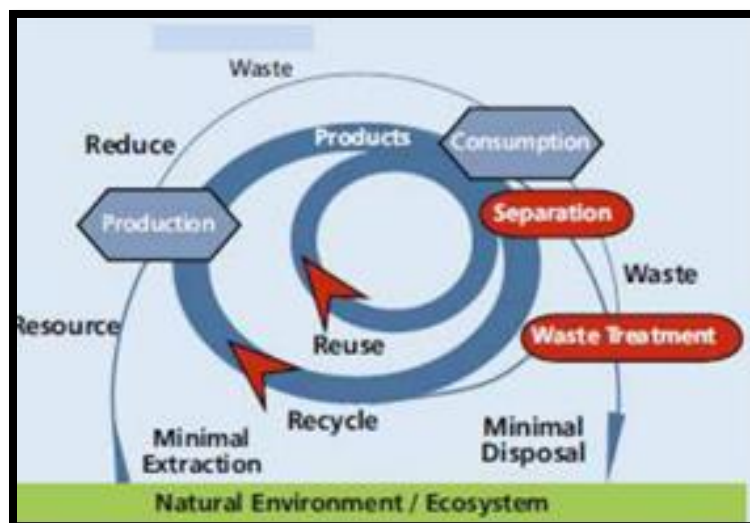 Waste
Reduce
Products
Consumption
Production
Separation
Waste
Resource
Waste Treatment
Reuse
Recycle
Minimal
Extraction
Minimal
Disposal
Natural Environment / Ecosystem